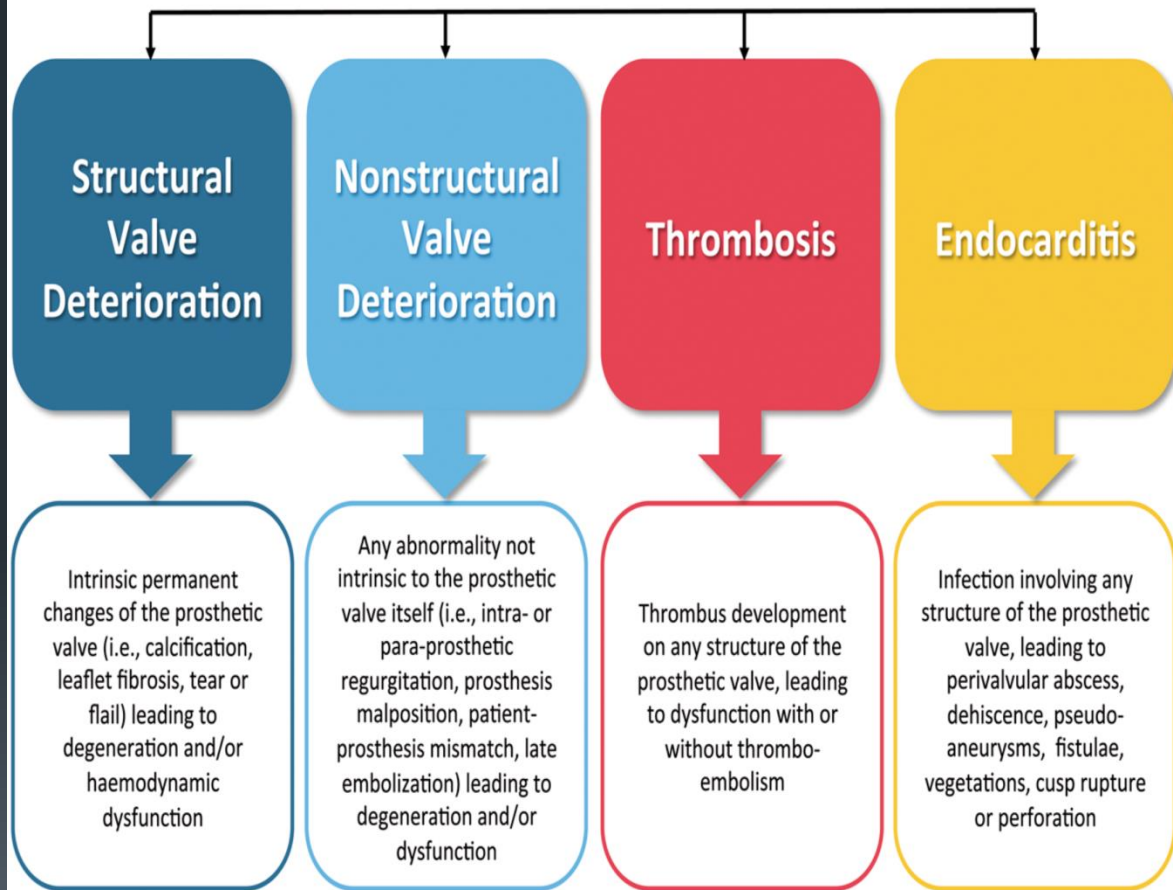 Structural
Valve
Deterioration
Nonstructural
Valve
Deterioration
Thrombosis
Endocarditis
Intrinsic permanent
changes of the prosthetic
valve (i.e., calcification,
leaflet fibrosis, tear or
flail) leading to
degeneration and/or
haemodynamic
dysfunction
Any abnormality not
intrinsic to the prosthetic
valve itself (i.e., intra- or
para-prosthetic
regurgitation, prosthesis
malposition, patient-
prosthesis mismatch, late
embolization) leading to
degeneration and/or
dysfunction
Thrombus development
on any structure of the
prosthetic valve, leading
to dysfunction with or
without thrombo-
embolism
Infection involving any
structure of the prosthetic
valve, leading to
perivalvular abscess,
dehiscence, pseudo-
aneurysms, fistulae,
vegetations, cusp rupture
or perforation